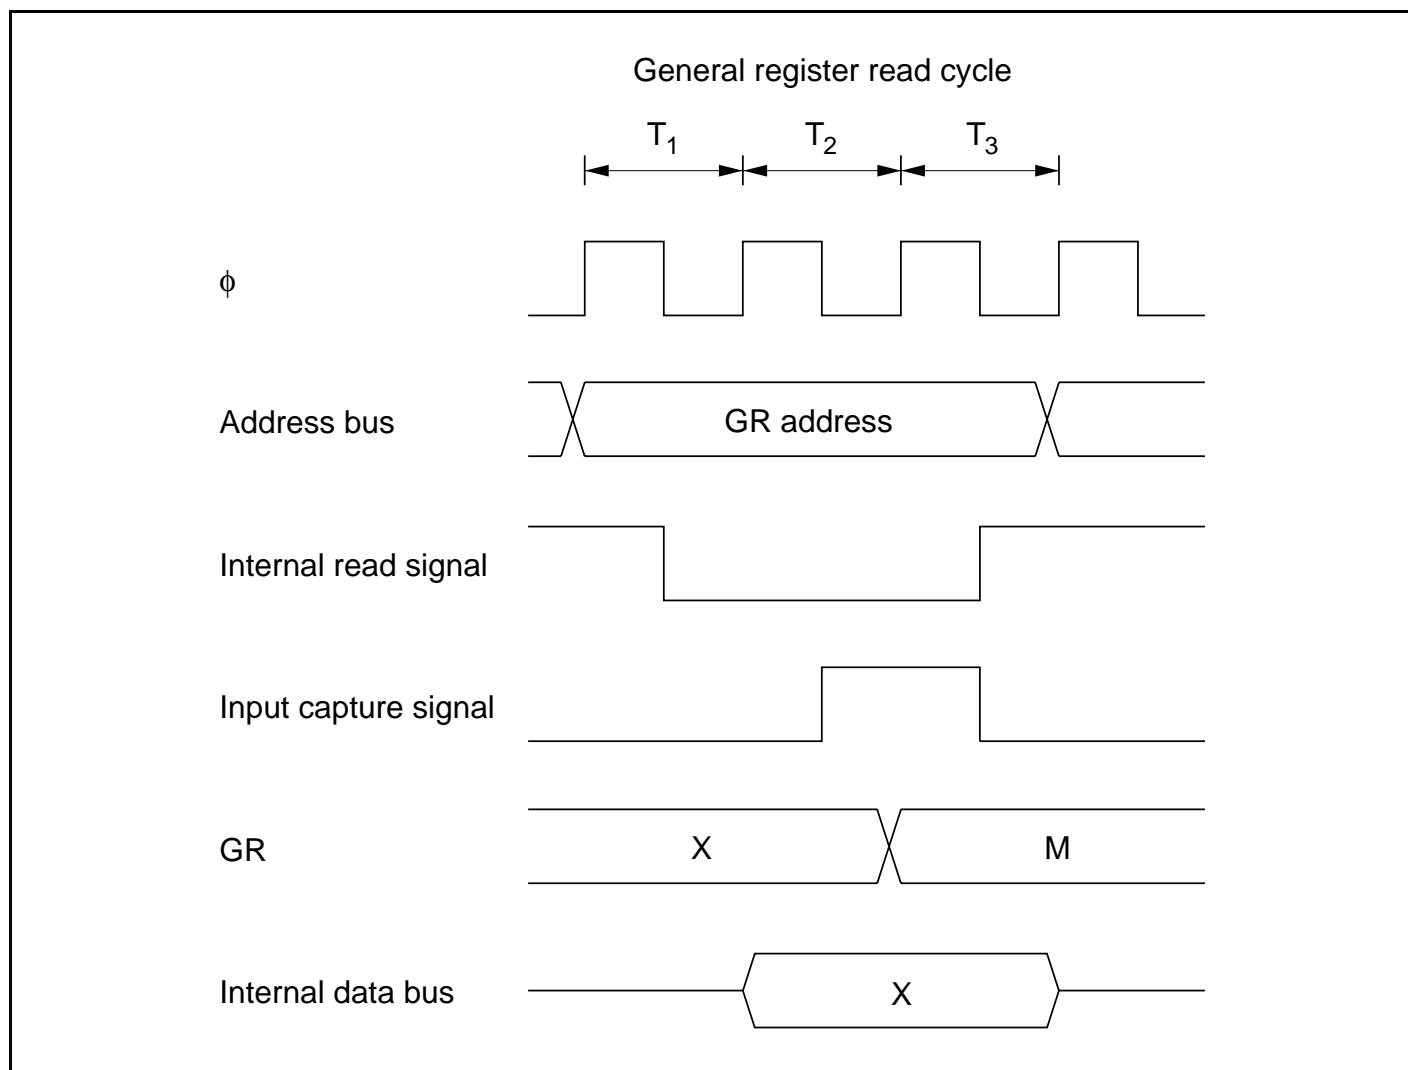 General register read cycle
T1 T2 T3
ϕ
Address bus GR address
Internal read signal
Input capture signal
GR X M
Internal data bus X